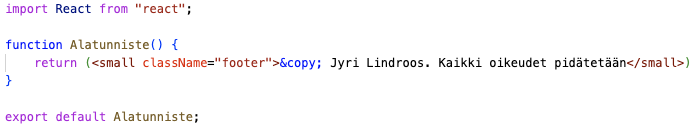 import React from "react";
function Alatunniste() {
return (<small className="footer">&copy; Jyri Lindroos. Kaikki oikeudet pidätetään</small>)
}
export default Alatunniste;